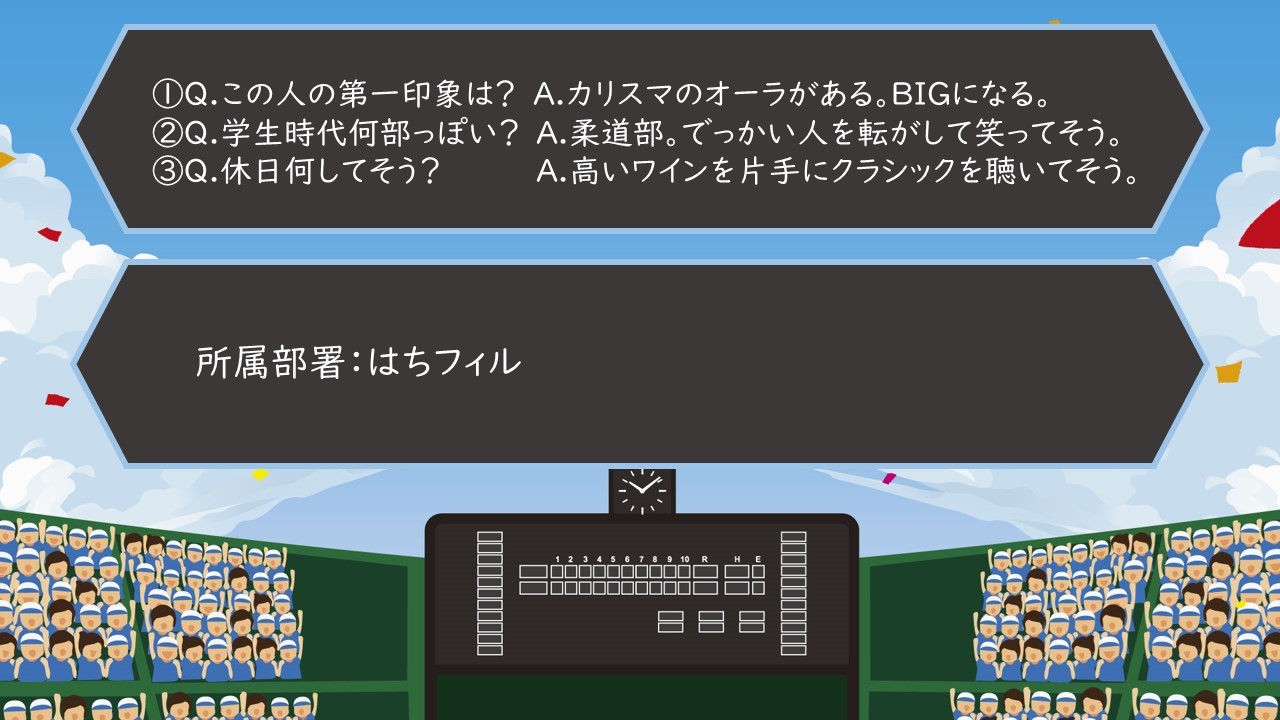 ①Q.この人の第一印象は? A.カリスマのオーラがある。BIGになる。
②Q.学生時代何部っぽい? A.柔道部。でっかい人を転がして笑ってそう。
③Q.休日何してそう? A.高いワインを片手にクラシックを聴いてそう。
所属部署:はちフィル
1 2 3 4 5 6 7 8 9 10 R H E